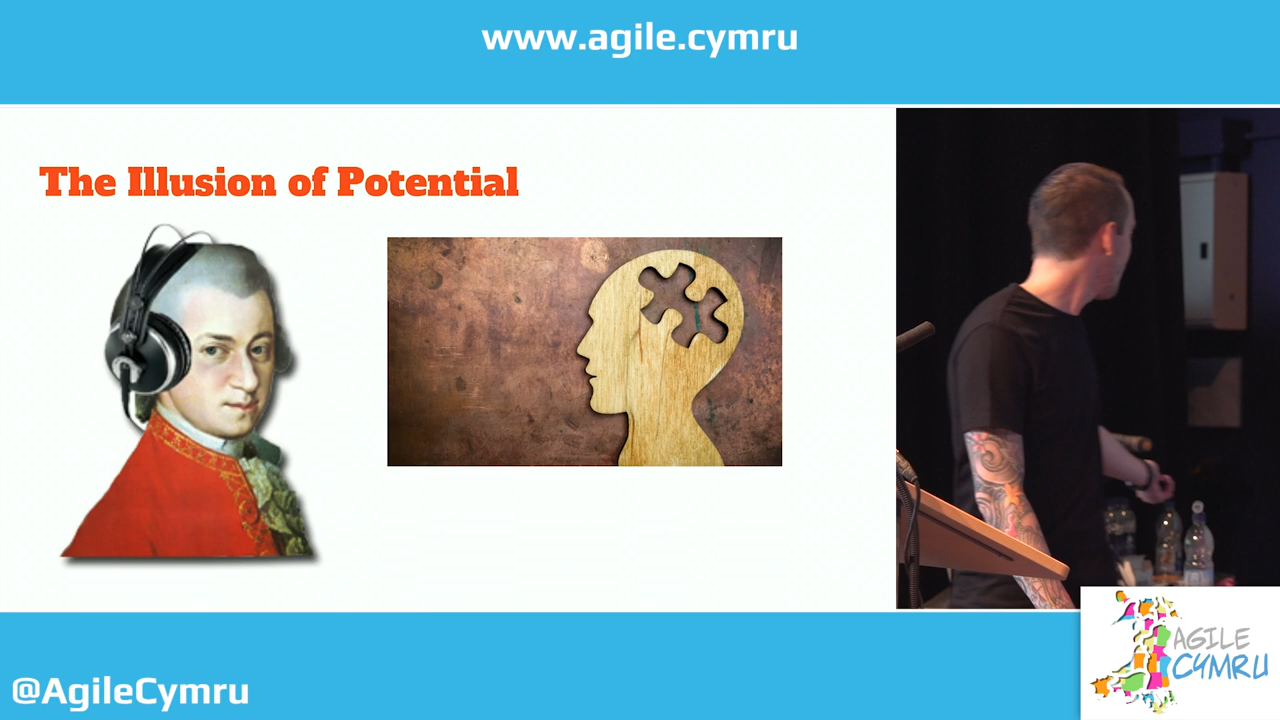 www.agile.cymru
The Illusion of Potential
@AgileCymru
AGILE
CYMRU